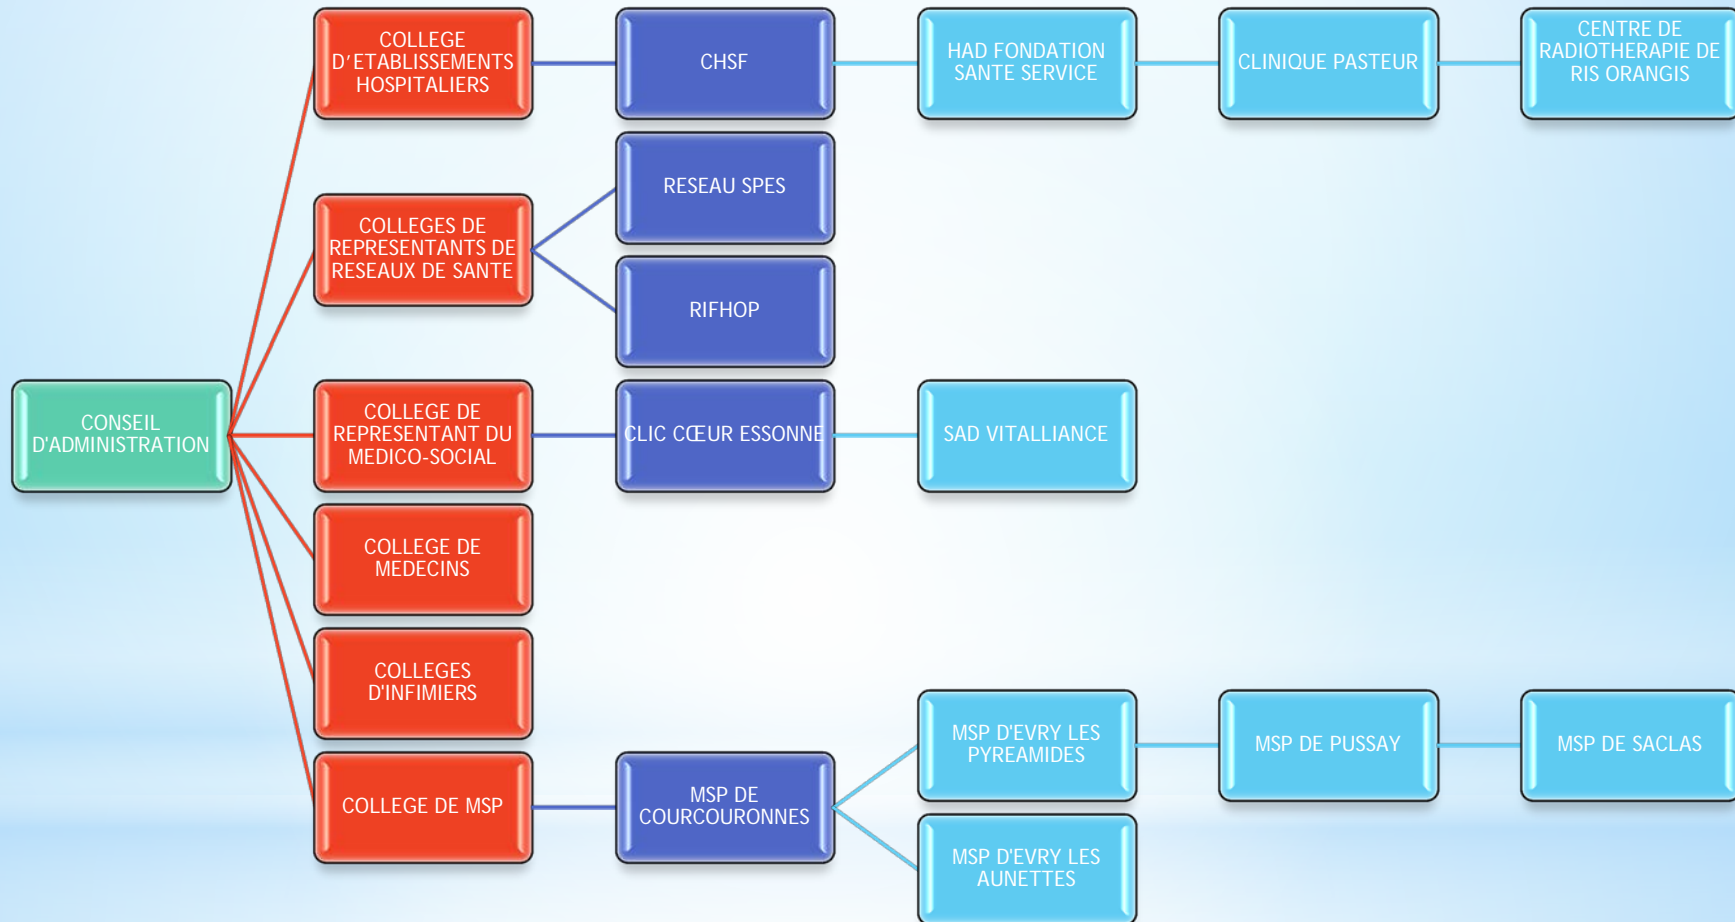 COLLEGE
D'ETABLISSEMENTS
HOSPITALIERS
CHSF
HAD FONDATION
SANTE SERVICE
CLINIQUE PASTEUR
CENTRE DE
RADIOTHERAPIE DE
RIS ORANGIS
RESEAU SPES
COLLEGES DE
REPRESENTANTS DE
RESEAUX DE SANTE
RIFHOP
CONSEIL
D'ADMINISTRATION
COLLEGE DE
REPRESENTANT DU
MEDICO-SOCIAL
CLIC CŒUR ESSONNE
SAD VITALLIANCE
COLLEGE DE
MEDECINS
COLLEGES
D'INFIMIERS
COLLEGE DE MSP
MSP DE
COURCOURONNES
MSP D'EVRY LES
PYREAMIDES
MSP DE PUSSAY
MSP DE SACLAS
MSP D'EVRY LES
AUNETTES